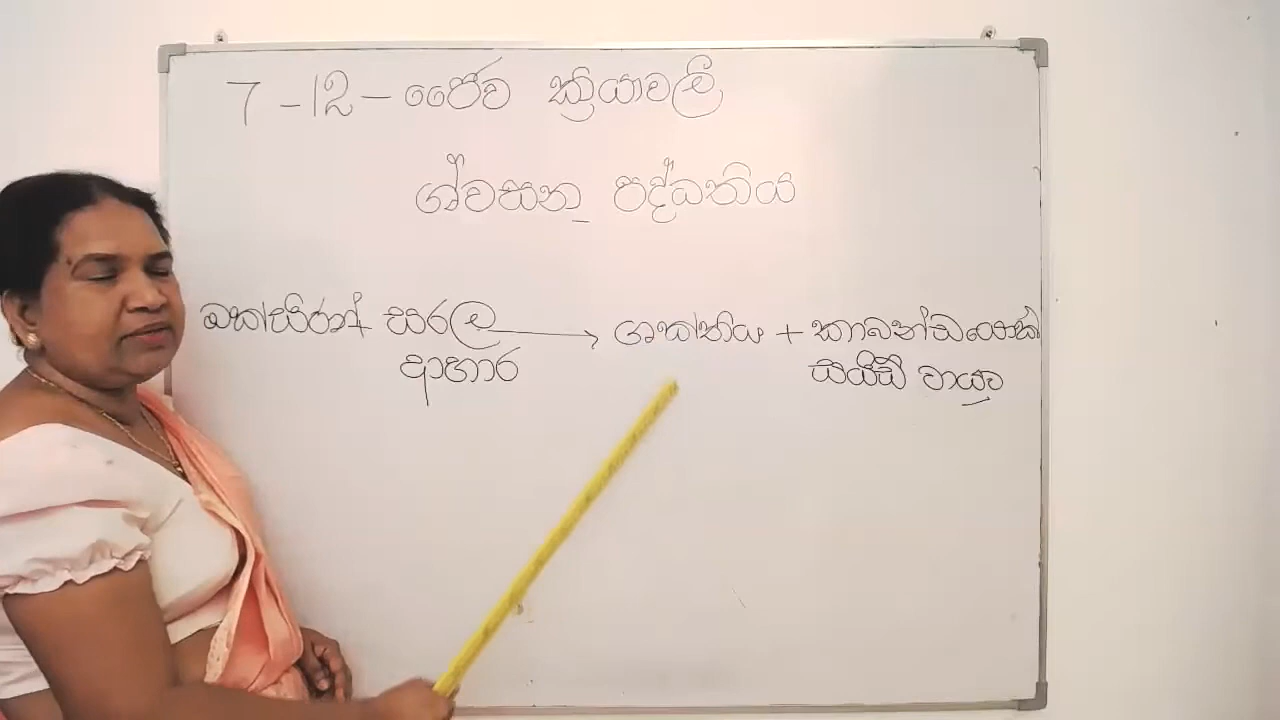 7 - 12 - ජෛව ක්‍රියාවලී
ශ්වසන පද්ධතිය
ඔක්සිජන් + සරල ආහාර → ශක්තිය + කාබන්ඩයොක්සයිඩ් වායුව